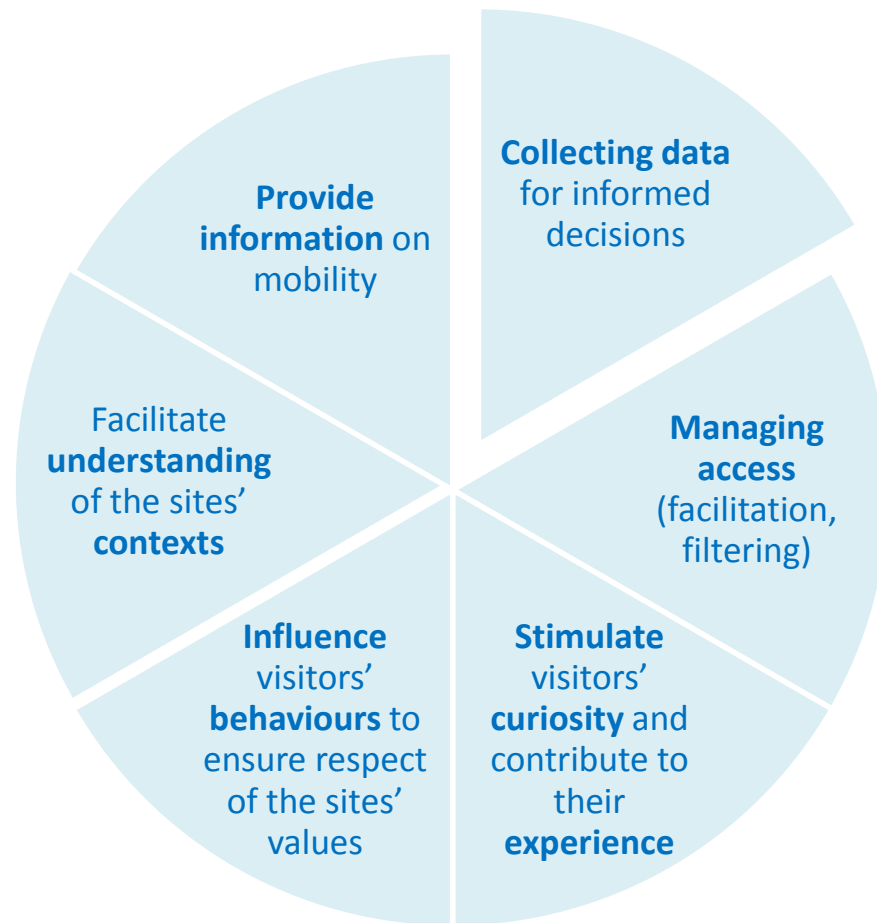 Collecting data
for informed
decisions
Managing
access
(facilitation,
filtering)
Stimulate
visitors’
curiosity and
contribute to
their
experience
Influence
visitors’
behaviours to
ensure respect
of the sites’
values
Facilitate
understanding
of the sites’
contexts
Provide
information on
mobility